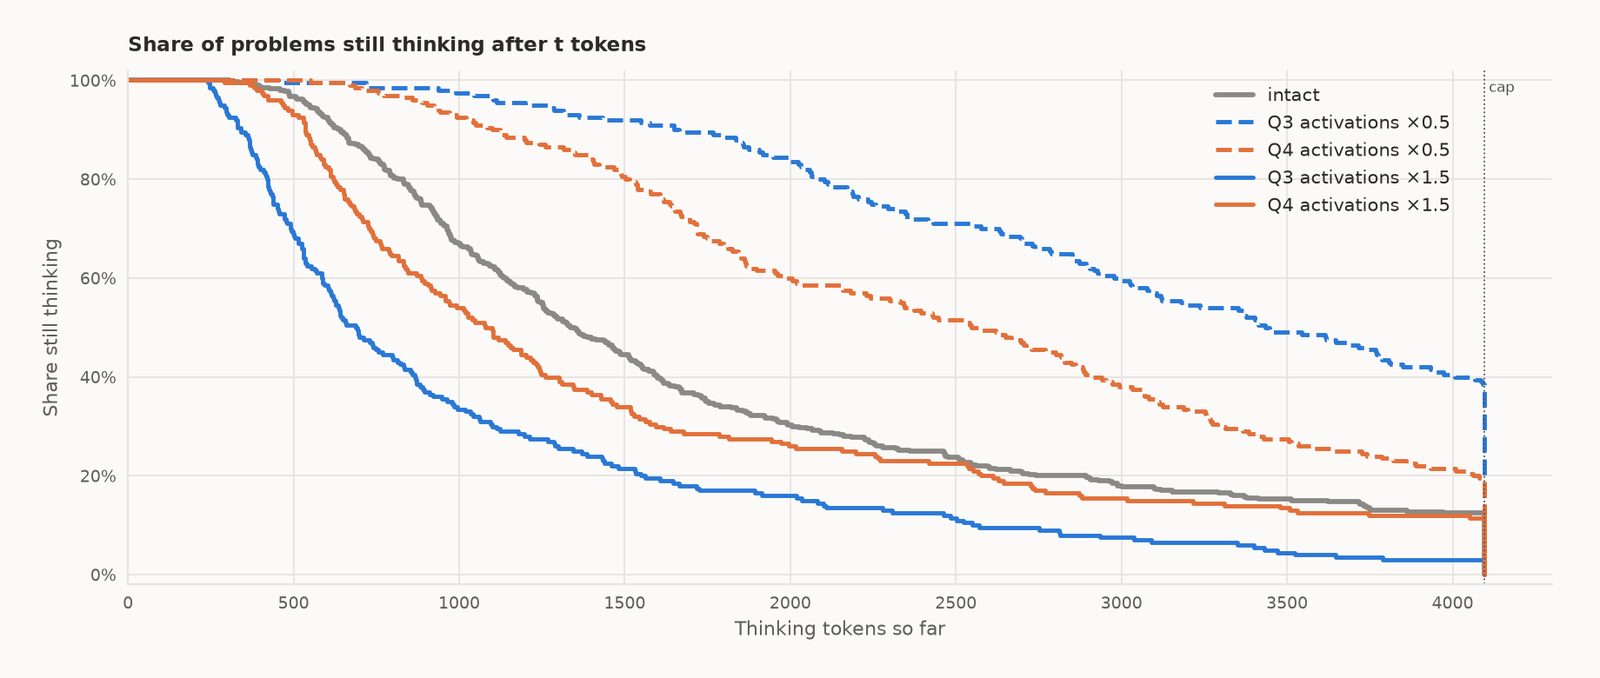 Share of problems still thinking after t tokens
100%
80%
60%
40%
20%
0%
Share still thinking
0
500
1000
1500
2000
2500
3000
3500
4000
Thinking tokens so far
cap
intact
Q3 activations ×0.5
Q4 activations ×0.5
Q3 activations ×1.5
Q4 activations ×1.5